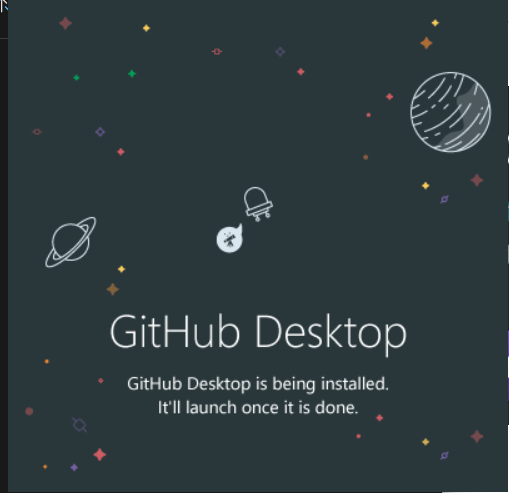 GitHub Desktop
GitHub Desktop is being installed.
It'll launch once it is done.